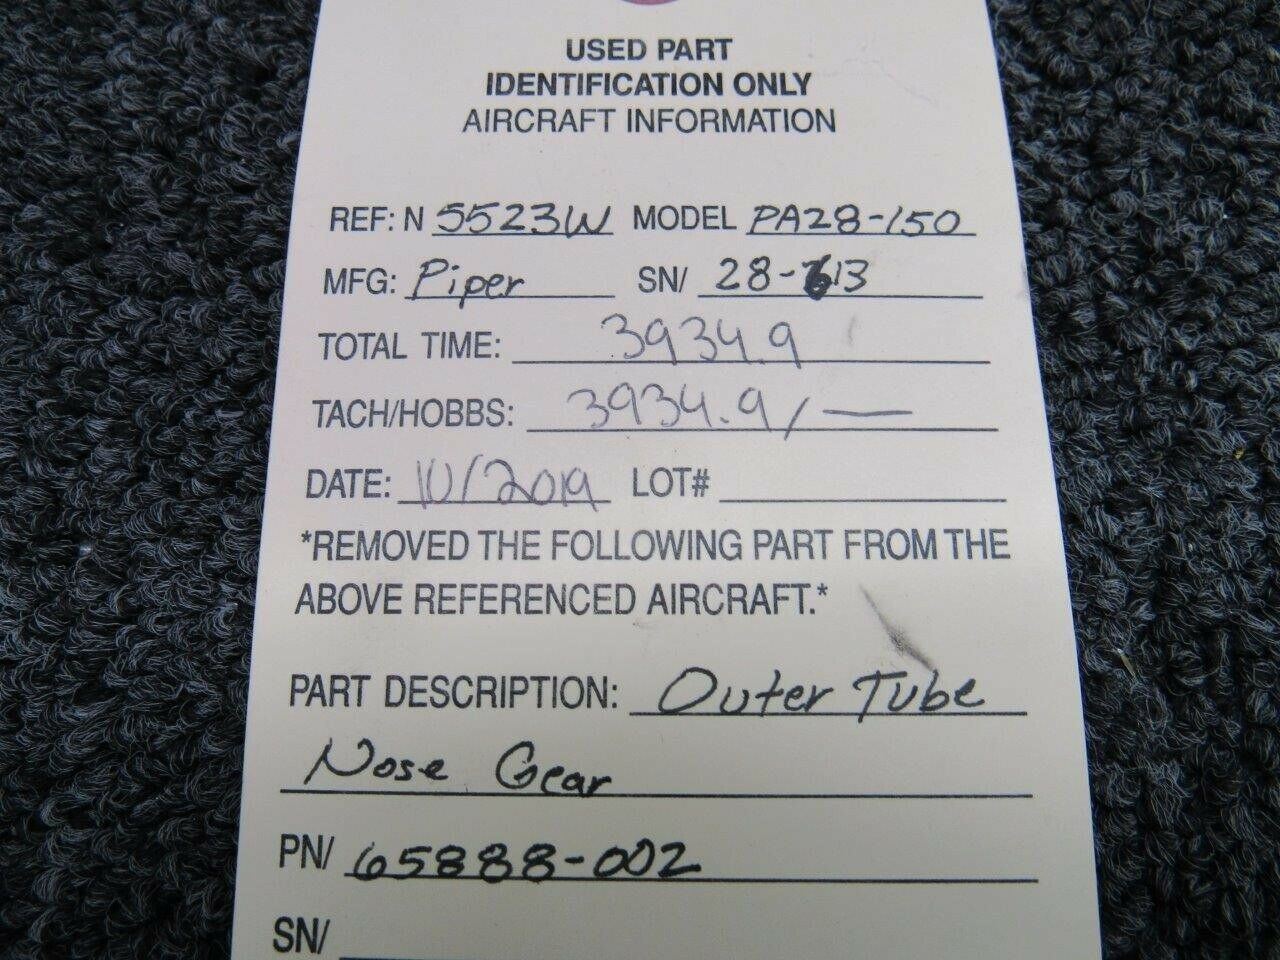 USED PART
IDENTIFICATION ONLY
AIRCRAFT INFORMATION
REF: N 5523W MODEL PA28-150
MFG: Piper SN/ 28-613
TOTAL TIME: 3934.9
TACH/HOBBS: 3934.9/—
DATE: 10/2019 LOT#
*REMOVED THE FOLLOWING PART FROM THE
ABOVE REFERENCED AIRCRAFT.*
PART DESCRIPTION: Outer Tube
Nose Gear
PN/ 65888-002
SN/